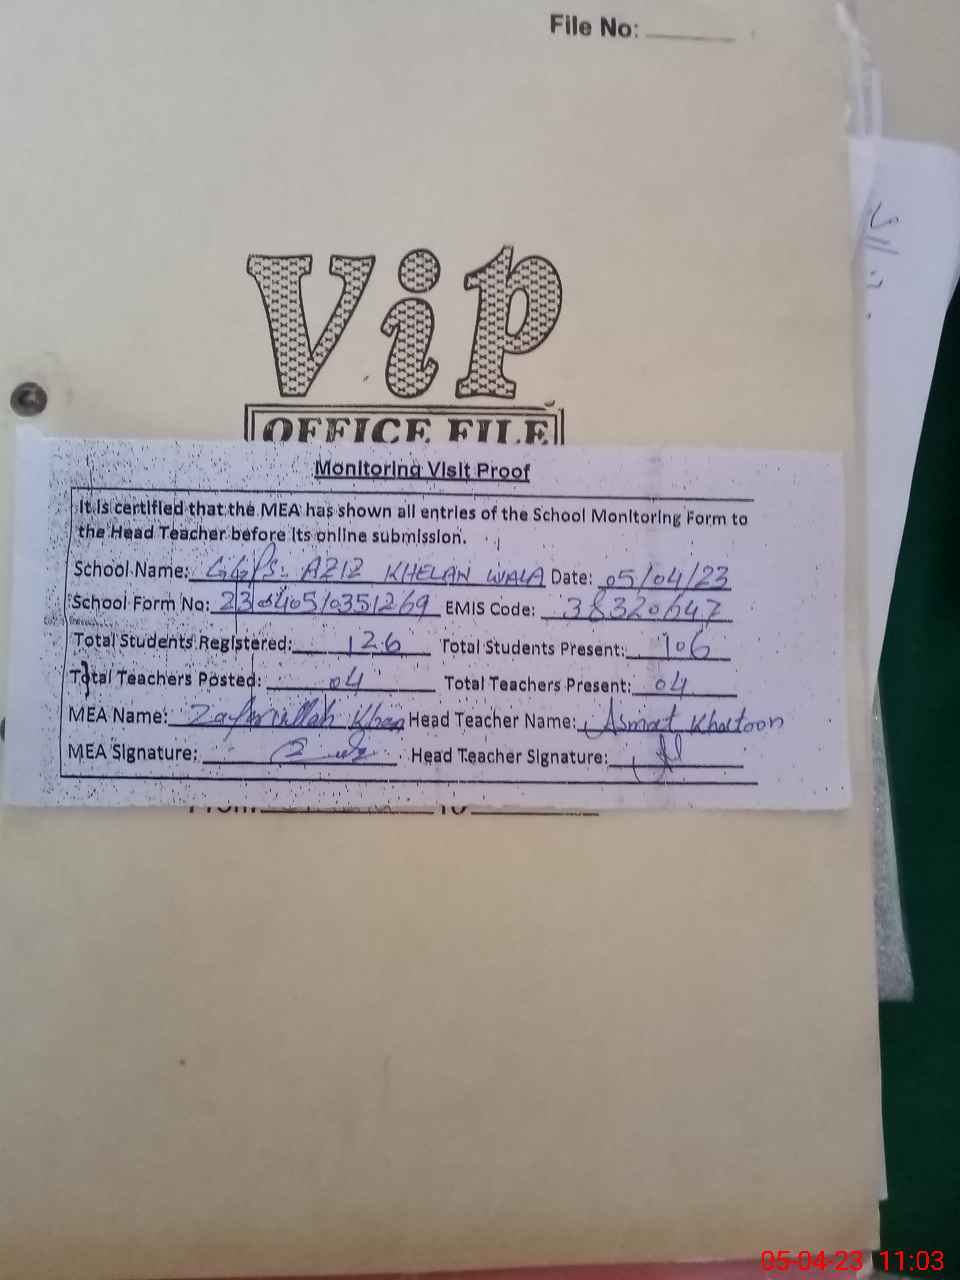 File No:
Vip
OFFICE FILE
Monitoring Visit Proof
It is certified that the MEA has shown all entries of the School Monitoring Form to
the Head Teacher before its online submission.
School Name: GGPS. AZIZ KHELAN WALA Date: 05/04/23
School Form No: EMIS Code: 38320647
Total Students Registered: 126 Total Students Present: 106
Total Teachers Posted: 04 Total Teachers Present: 04
MEA Name: Zafarullah Khan Head Teacher Name: Asmat Khatoon
MEA Signature: Head Teacher Signature:
From To
05-04-23 11:03